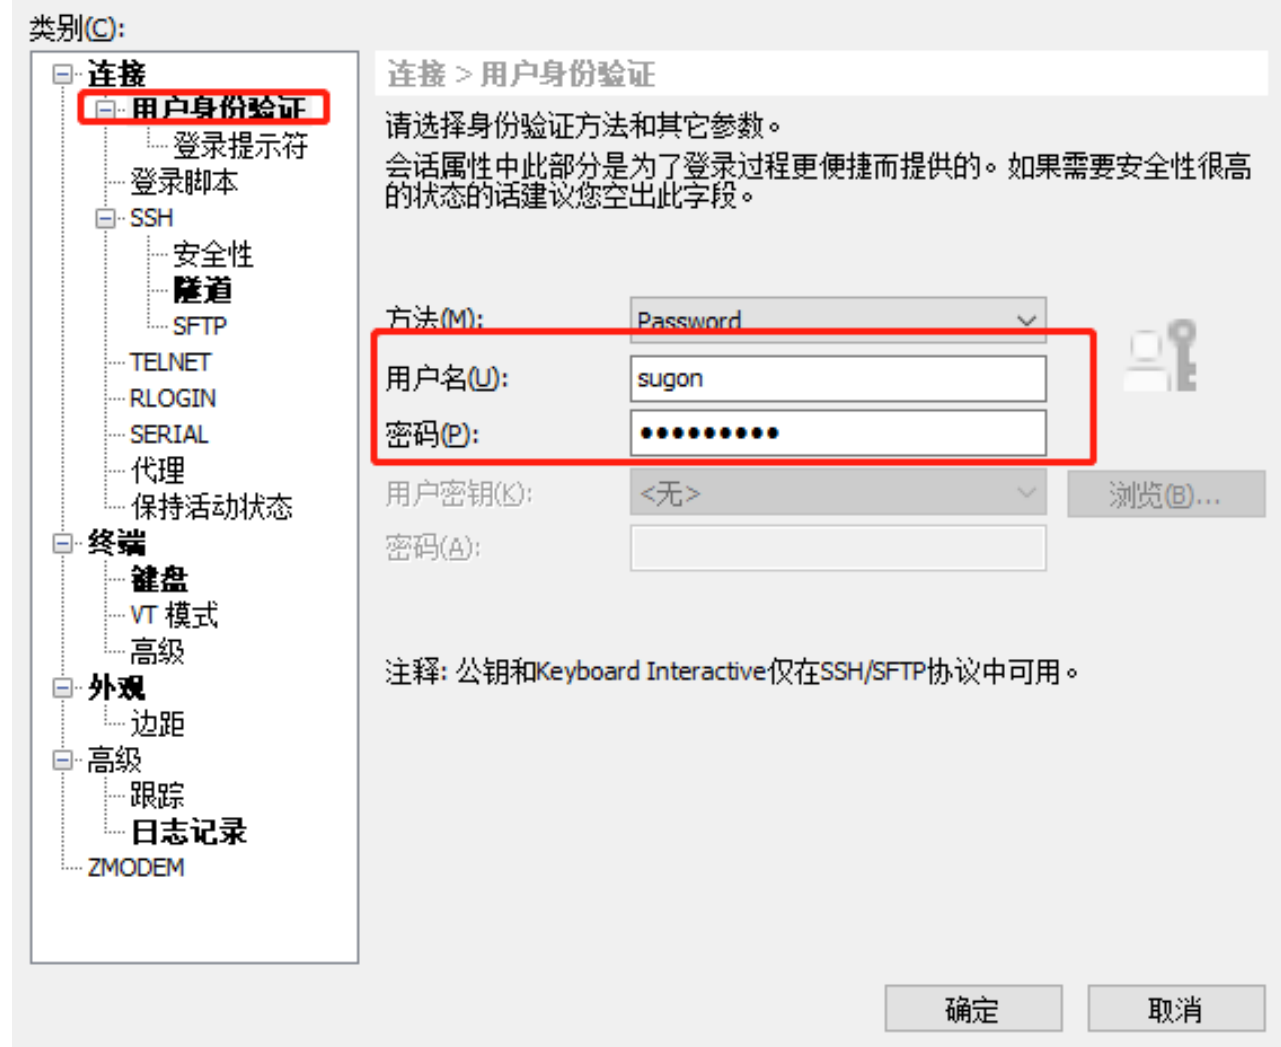 类别(C):
连接
用户身份验证
登录提示符
登录脚本
SSH
安全性
隧道
SFTP
TELNET
RLOGIN
SERIAL
代理
保持活动状态
终端
键盘
VT 模式
高级
外观
边距
高级
跟踪
日志记录
ZMODEM
连接 > 用户身份验证
请选择身份验证方法和其它参数。
会话属性中此部分是为了登录过程更便捷而提供的。如果需要安全性很高
的状态的话建议您空出此字段。
方法(M): Password
用户名(U): sugon
密码(P): ●●●●●●●●●
用户密钥(K): <无> 浏览(B)...
密码(A):
注释: 公钥和Keyboard Interactive仅在SSH/SFTP协议中可用。
确定 取消